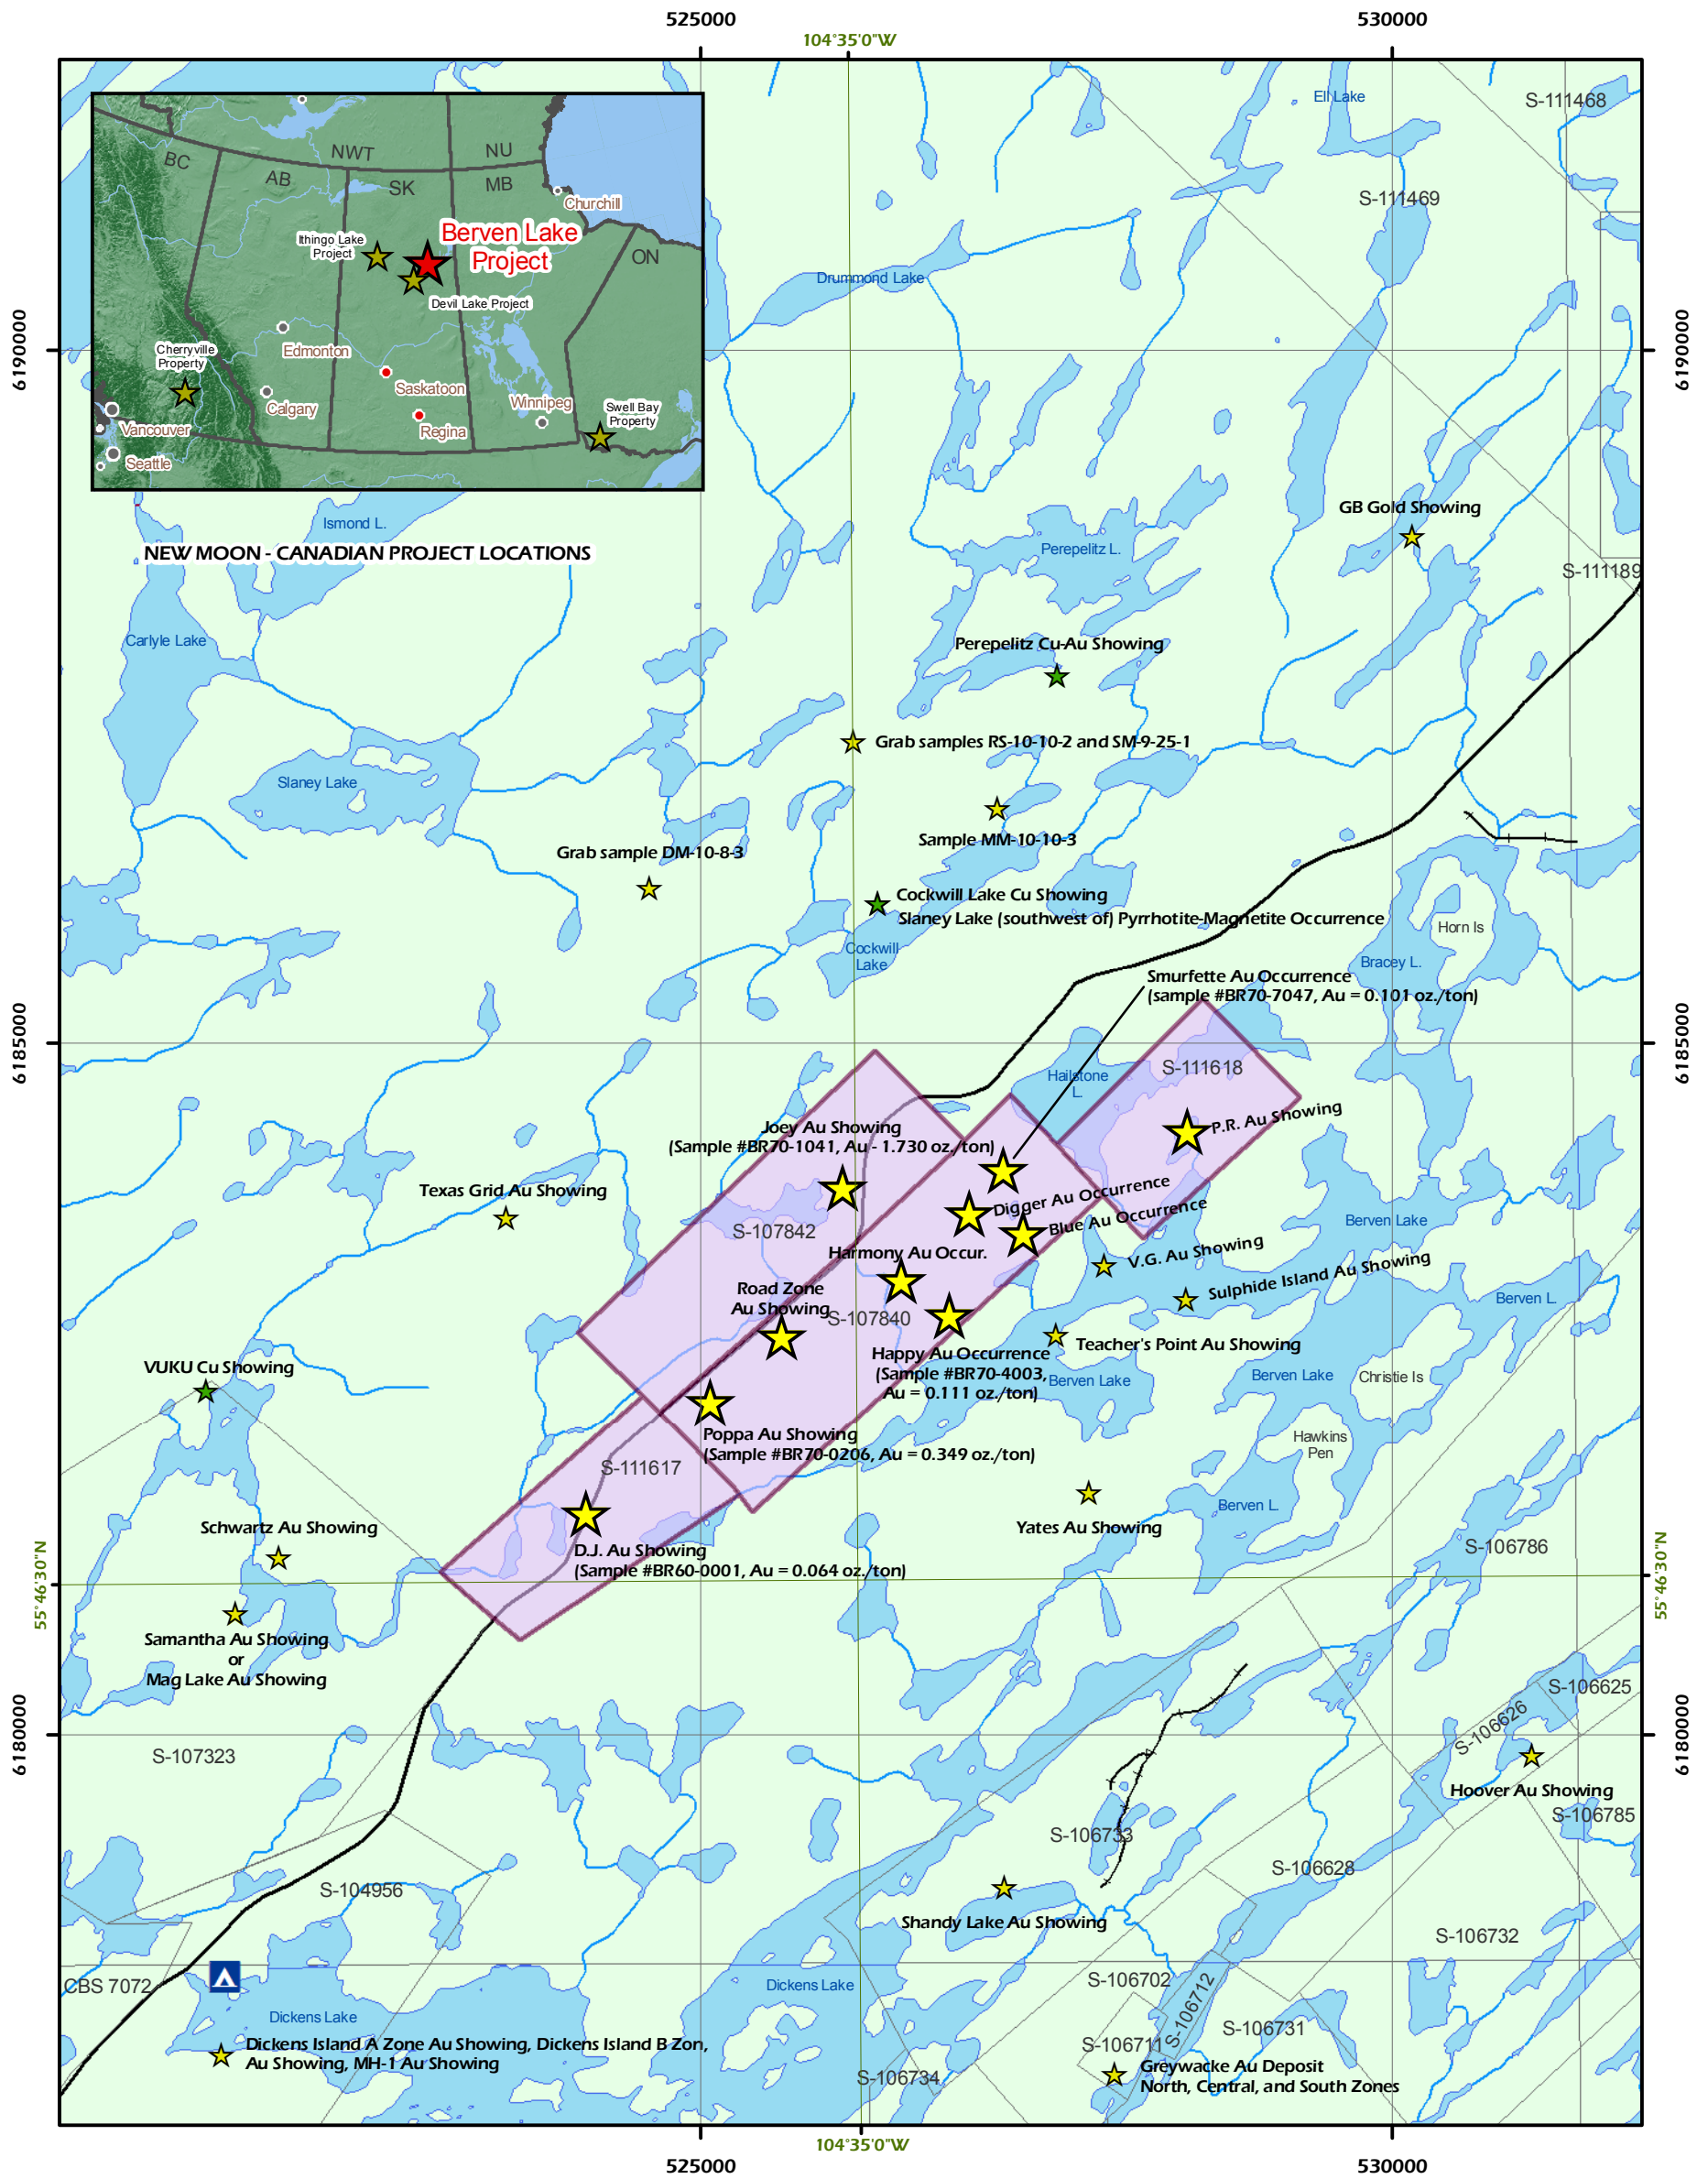 525000
530000
104°35'0"W
Ell Lake
S-111468
S-111469
BC
NWT
NU
AB
SK
MB
Churchill
Ithingo Lake
Project
Berven Lake
Project
ON
Devil Lake Project
Drummond Lake
6190000
6190000
Cherryville
Property
Edmonton
Saskatoon
Calgary
Winnipeg
Swell Bay
Property
Vancouver
Regina
Seattle
GB Gold Showing
Ismond L.
NEW MOON - CANADIAN PROJECT LOCATIONS
Perepelitz L.
S-111189
Carlyle Lake
Perepelitz Cu-Au Showing
Grab samples RS-10-10-2 and SM-9-25-1
Slaney Lake
Sample MM-10-10-3
Grab sample DM-10-8-3
Cockwill Lake Cu Showing
Slaney Lake (southwest of) Pyrrhotite-Magnetite Occurrence
Horn Is
Cockwill
Lake
Bracey L.
Smurfette Au Occurrence
(sample #BR70-7047, Au = 0.101 oz./ton)
6185000
6185000
Hailstone
L.
S-111618
P.R. Au Showing
Joey Au Showing
(Sample #BR70-1041, Au - 1.730 oz./ton)
Texas Grid Au Showing
Digger Au Occurrence
Blue Au Occurrence
S-107842
Berven Lake
Harmony Au Occur.
V.G. Au Showing
Sulphide Island Au Showing
Road Zone
Au Showing
S-107840
Berven L.
Teacher's Point Au Showing
Happy Au Occurrence
(Sample #BR70-4003,
Au = 0.111 oz./ton)
VUKU Cu Showing
Berven Lake
Berven Lake
Christie Is
Poppa Au Showing
(Sample #BR70-0206, Au = 0.349 oz./ton)
Hawkins
Pen
S-111617
Berven L.
Schwartz Au Showing
Yates Au Showing
D.J. Au Showing
(Sample #BR60-0001, Au = 0.064 oz./ton)
S-106786
55°46'30"N
55°46'30"N
Samantha Au Showing
or
Mag Lake Au Showing
S-106625
S-106626
6180000
6180000
S-107323
Hoover Au Showing
S-106785
S-106733
S-106628
S-104956
Shandy Lake Au Showing
S-106732
CBS 7072
Dickens Lake
S-106702
S-106712
Dickens Lake
S-106731
Dickens Island A Zone Au Showing, Dickens Island B Zon,
Au Showing, MH-1 Au Showing
S-106711
S-106734
Greywacke Au Deposit
North, Central, and South Zones
104°35'0"W
525000
530000